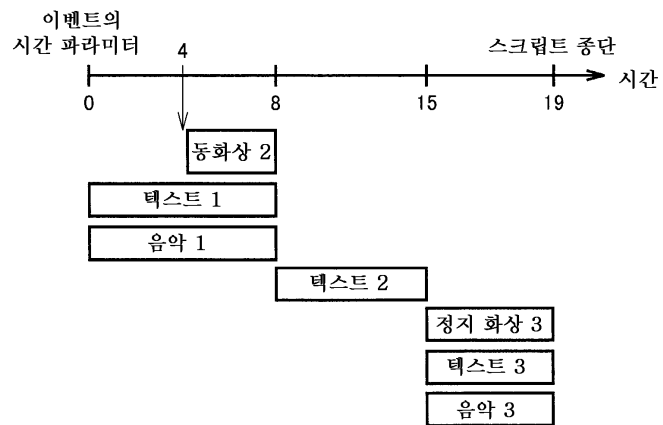 이벤트의
시간 파라미터
4
스크립트 종단
시간
0
8
15
19
동화상 2
텍스트 1
음악 1
텍스트 2
정지 화상 3
텍스트 3
음악 3